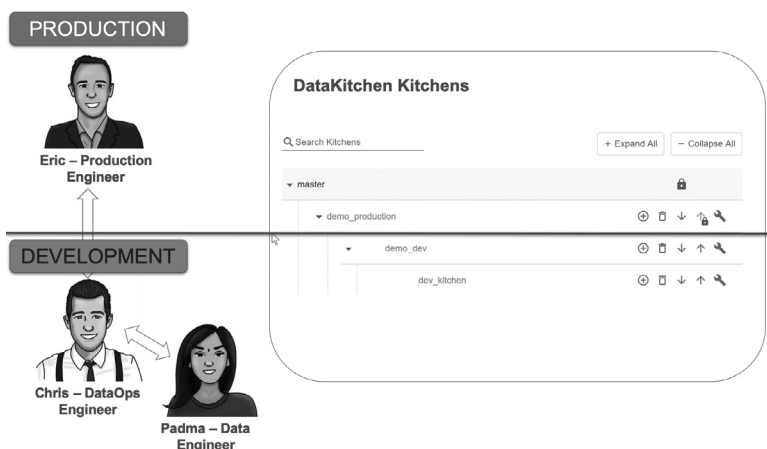 PRODUCTION
Eric – Production
Engineer
DEVELOPMENT
Chris – DataOps
Engineer
Padma – Data
Engineer
DataKitchen Kitchens
Search Kitchens
+ Expand All
− Collapse All
master
demo_production
demo_dev
dev_kitchen